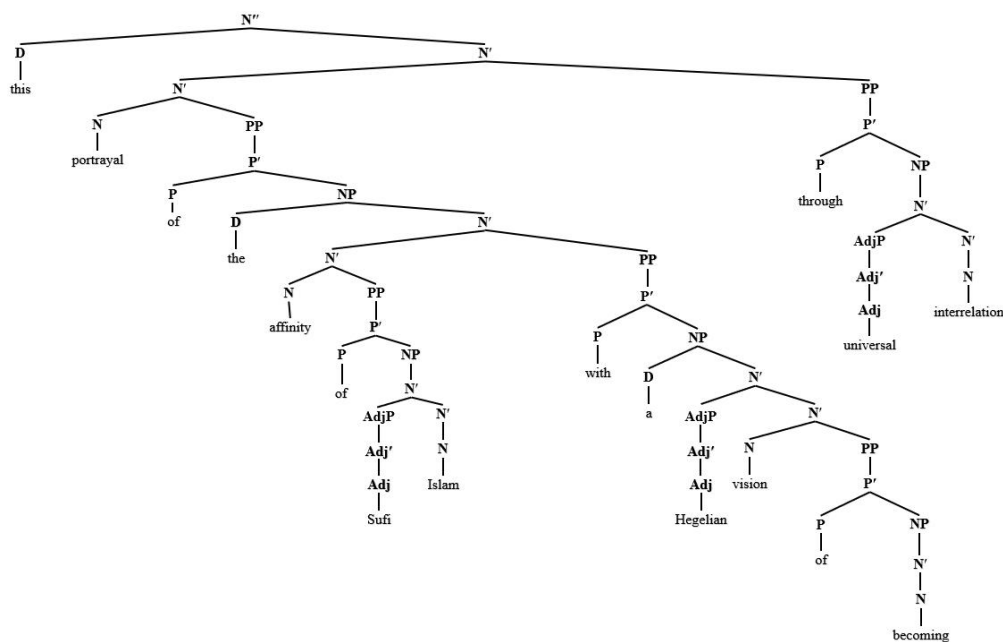 N″
D N′
this N′ PP
N PP P′
portrayal P′ P NP
P NP through N′
of D N′ AdjP N′
the N′ PP Adj′ N
N PP P′ Adj interrelation
affinity P′ P NP universal
P NP with D N′
of N′ a AdjP N′
AdjP N′ Adj′ N PP
Adj′ N Adj vision P′
Adj Islam Hegelian P NP
Sufi of N′
N
becoming